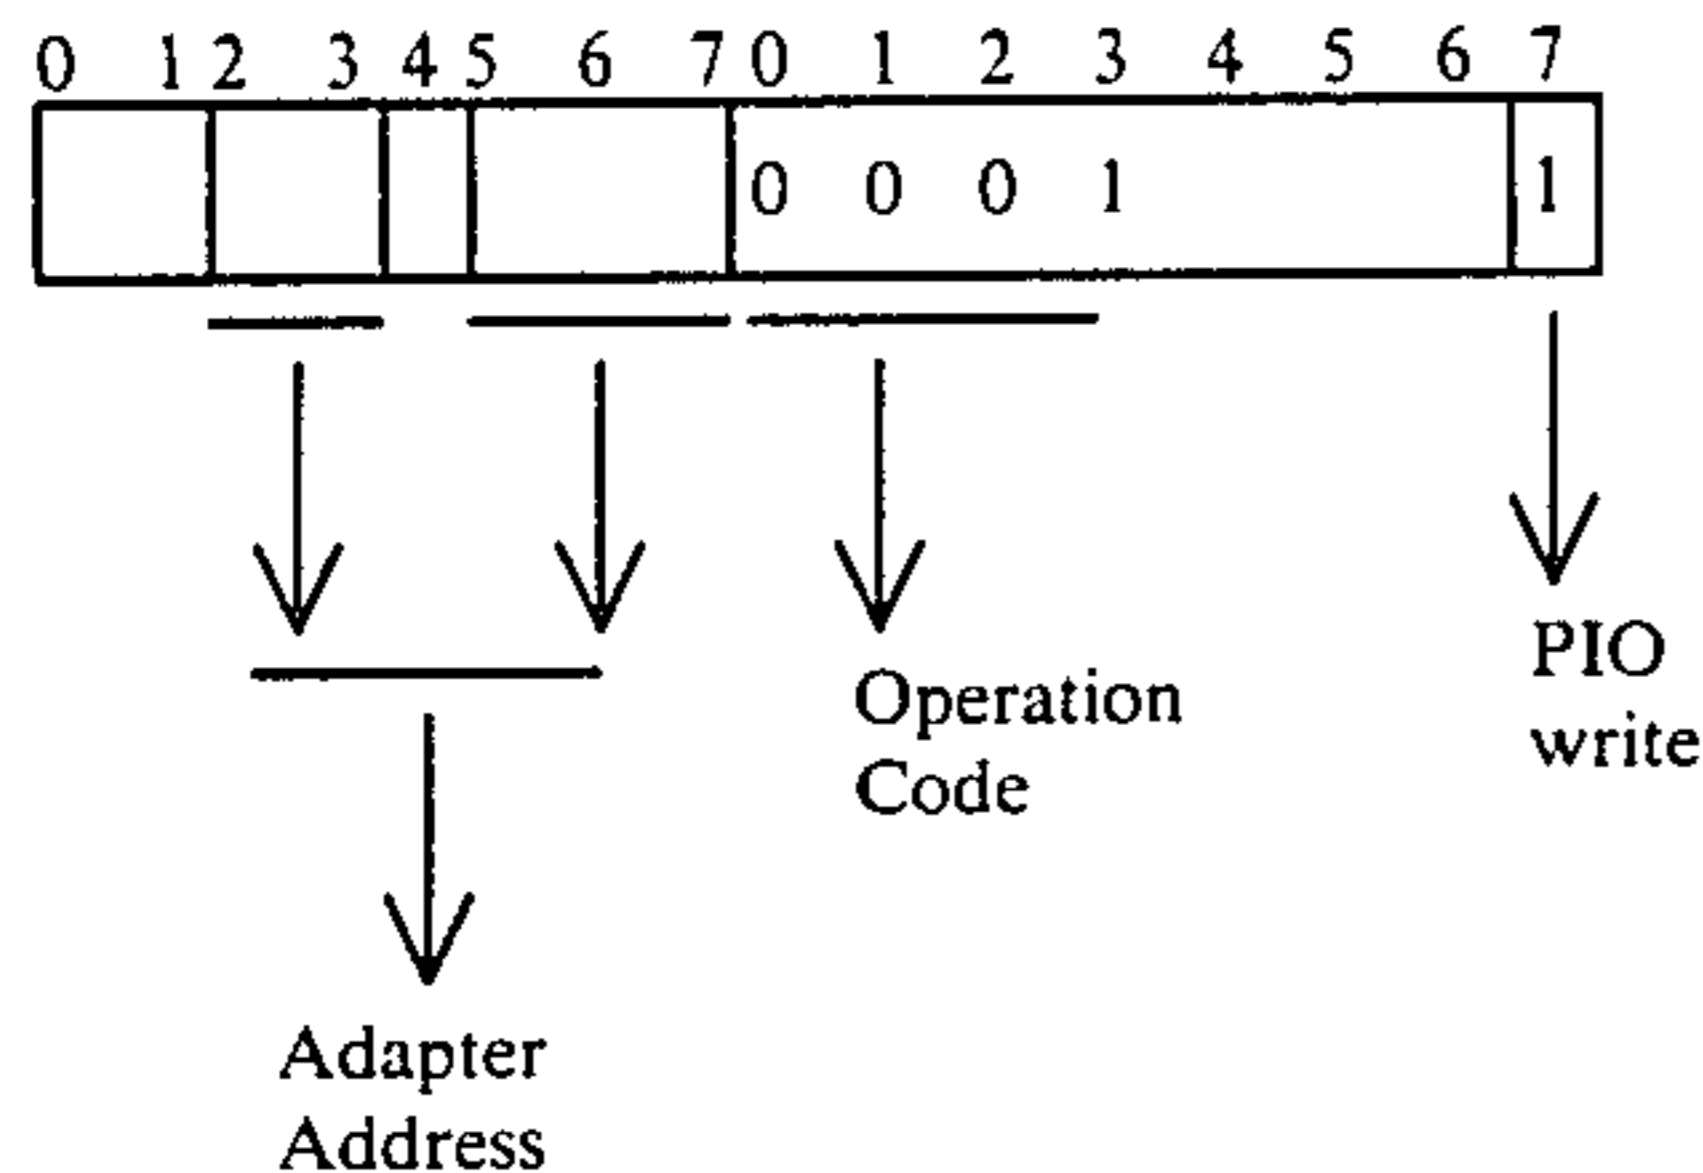 0 1 2 3 4 5 6 7 0 1 2 3 4 5 6 7
0 0 0 1 1
PIO
write
Operation
Code
Adapter
Address